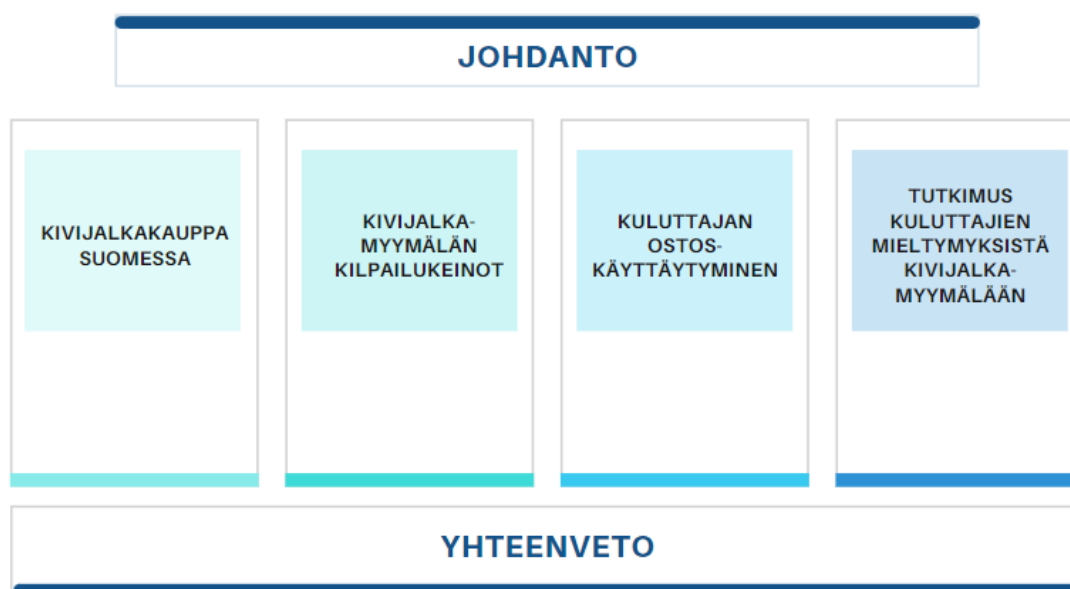 JOHDANTO
KIVIJALKAKAUPPA
SUOMESSA
KIVIJALKA-
MYYMÄLÄN
KILPAILUKEINOT
KULUTTAJAN
OSTOS-
KÄYTTÄYTYMINEN
TUTKIMUS
KULUTTAJIEN
MIELTYMYKSISTÄ
KIVIJALKA-
MYYMÄLÄÄN
YHTEENVETO